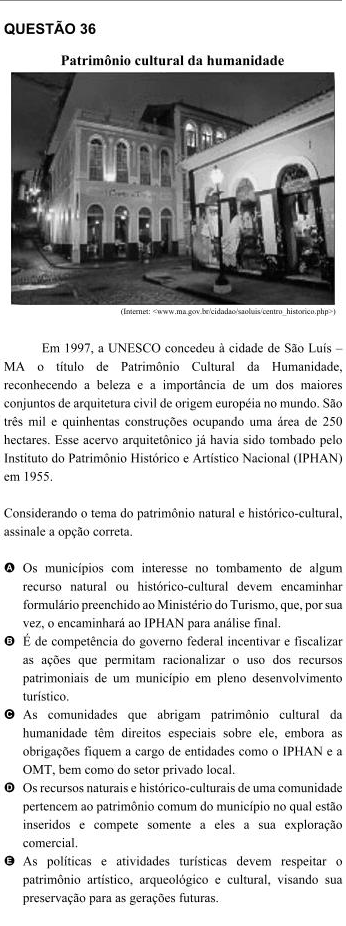 QUESTÃO 36
Patrimônio cultural da humanidade
(Internet: <www.ma.gov.br/cidadao/saoluis/centro_historico.php>)
Em 1997, a UNESCO concedeu à cidade de São Luís –
MA o título de Patrimônio Cultural da Humanidade,
reconhecendo a beleza e a importância de um dos maiores
conjuntos de arquitetura civil de origem européia no mundo. São
três mil e quinhentas construções ocupando uma área de 250
hectares. Esse acervo arquitetônico já havia sido tombado pelo
Instituto do Patrimônio Histórico e Artístico Nacional (IPHAN)
em 1955.
Considerando o tema do patrimônio natural e histórico-cultural,
assinale a opção correta.
A Os municípios com interesse no tombamento de algum
recurso natural ou histórico-cultural devem encaminhar
formulário preenchido ao Ministério do Turismo, que, por sua
vez, o encaminhará ao IPHAN para análise final.
B É de competência do governo federal incentivar e fiscalizar
as ações que permitam racionalizar o uso dos recursos
patrimoniais de um município em pleno desenvolvimento
turístico.
C As comunidades que abrigam patrimônio cultural da
humanidade têm direitos especiais sobre ele, embora as
obrigações fiquem a cargo de entidades como o IPHAN e a
OMT, bem como do setor privado local.
D Os recursos naturais e histórico-culturais de uma comunidade
pertencem ao patrimônio comum do município no qual estão
inseridos e compete somente a eles a sua exploração
comercial.
E As políticas e atividades turísticas devem respeitar o
patrimônio artístico, arqueológico e cultural, visando sua
preservação para as gerações futuras.